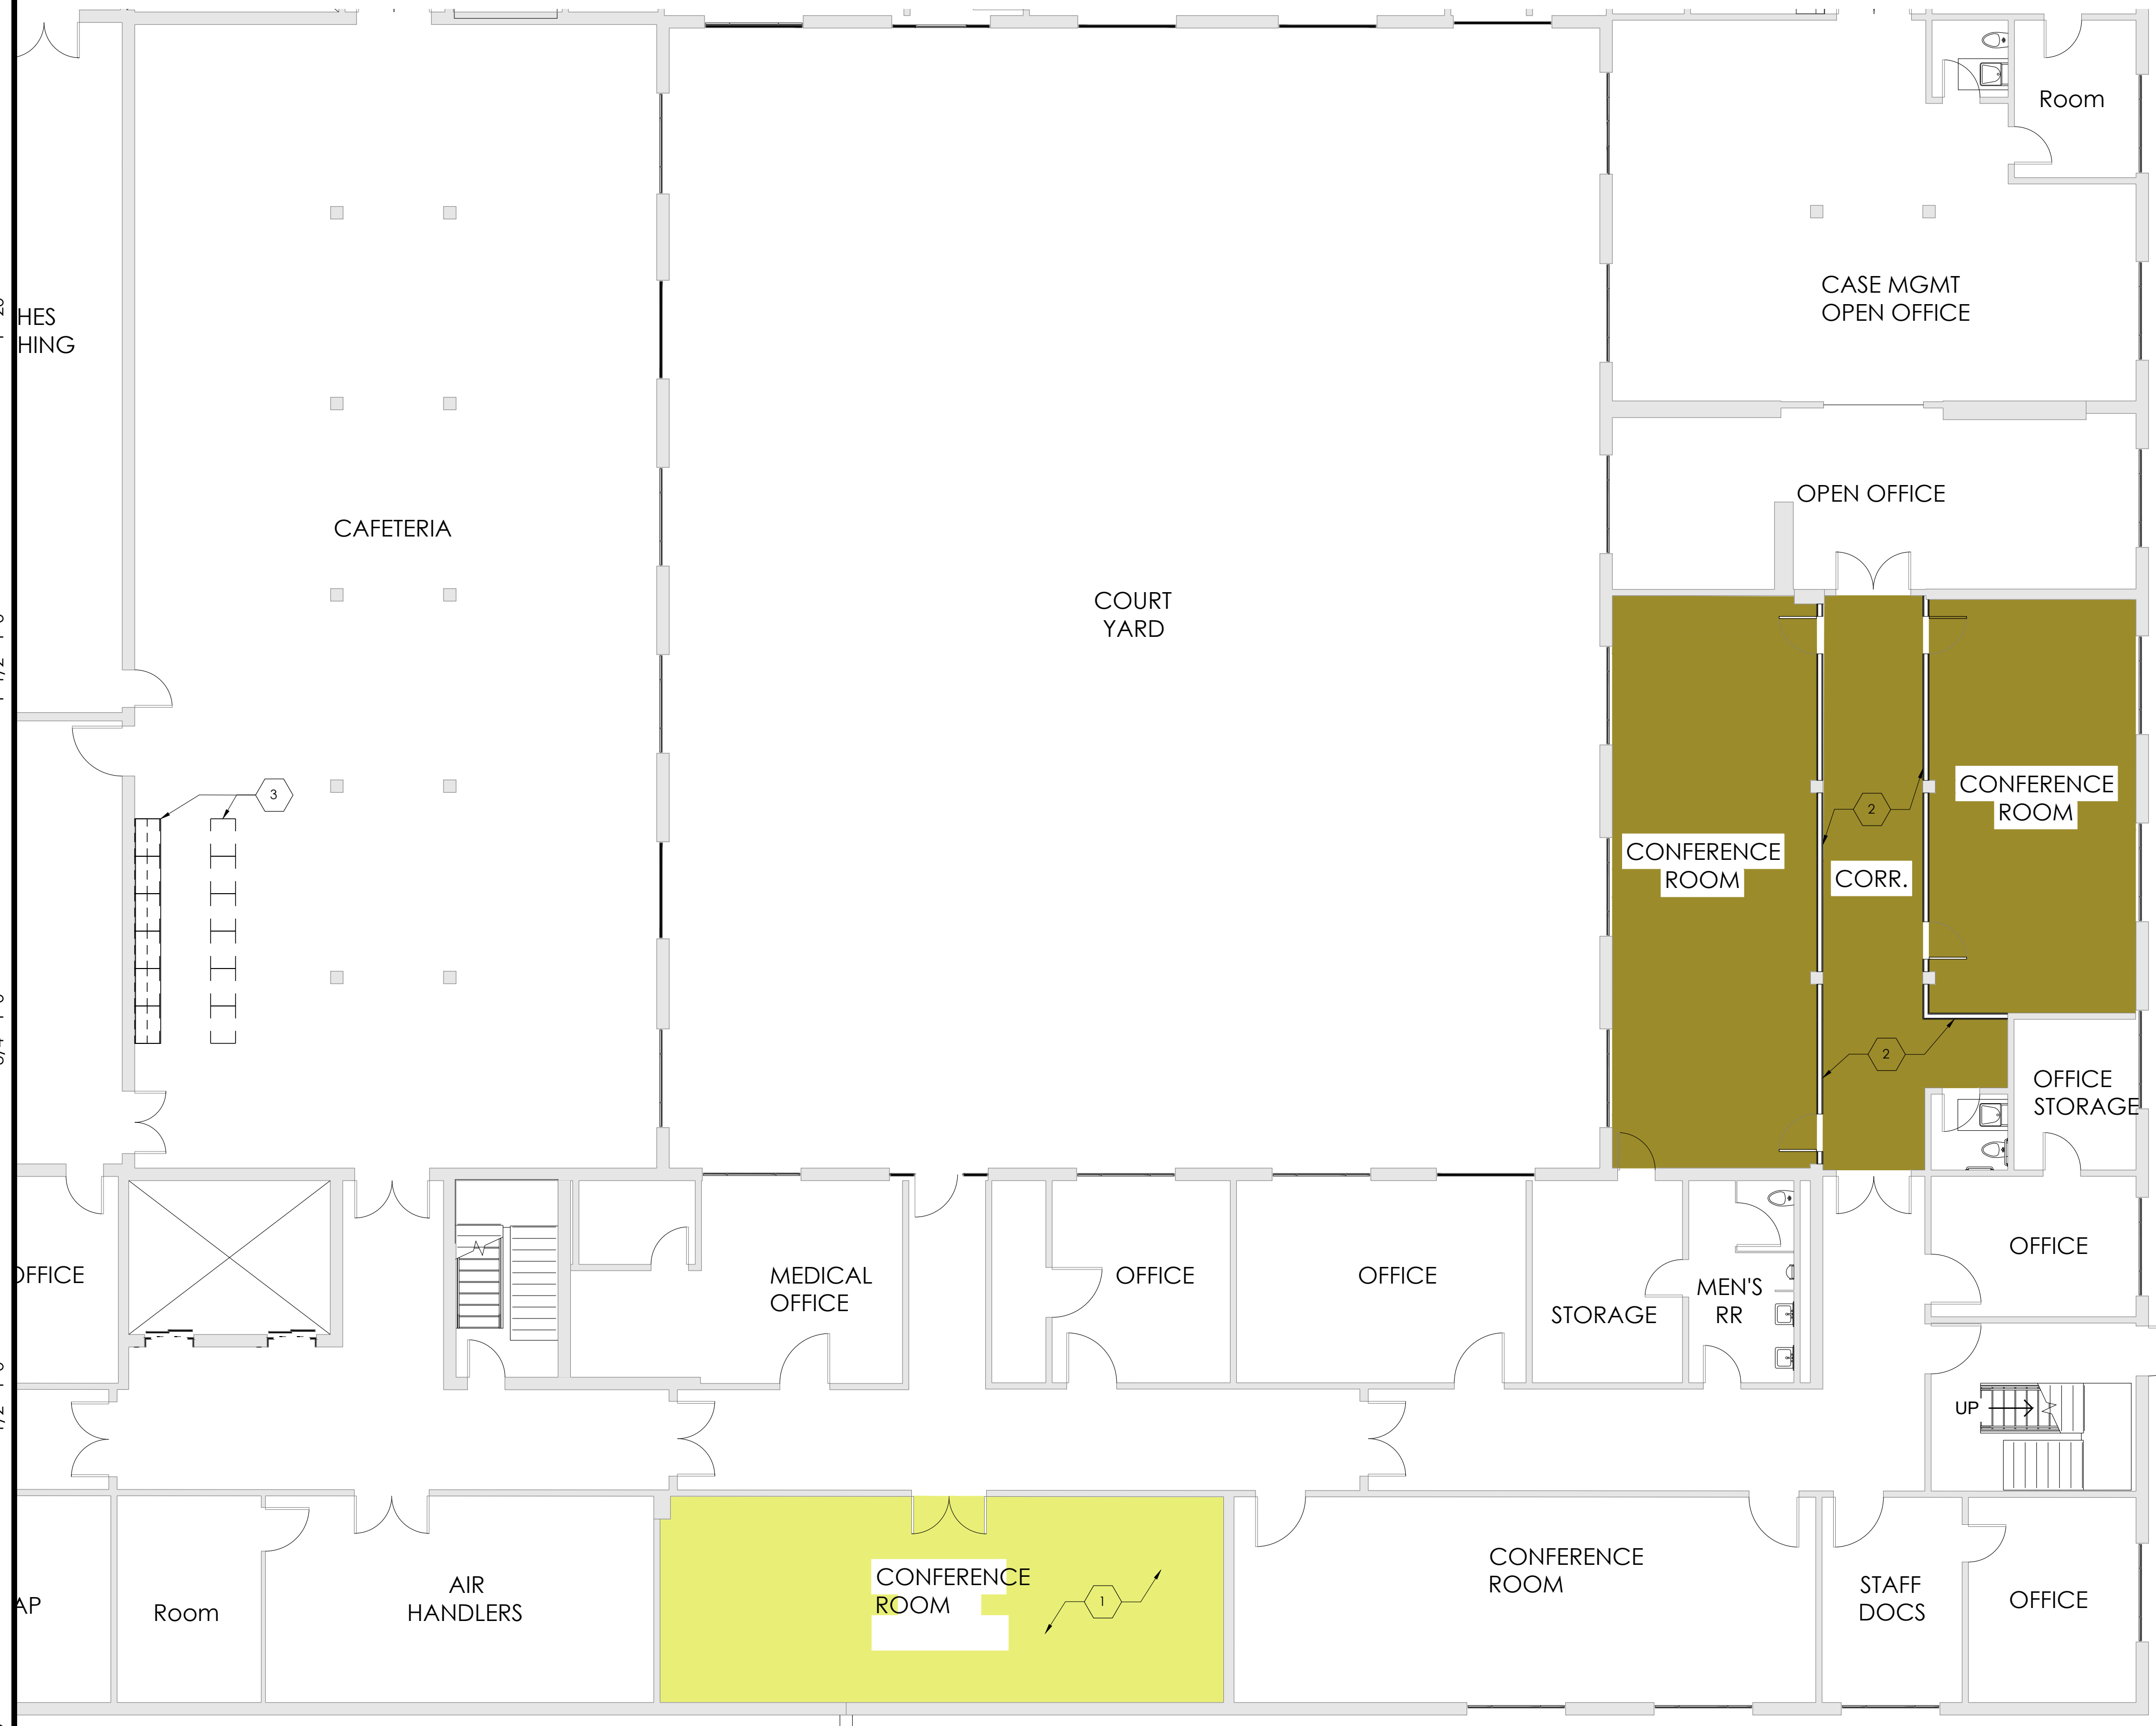 Room
HES
HING
CASE MGMT
OPEN OFFICE
OPEN OFFICE
CAFETERIA
COURT
YARD
3
CONFERENCE
ROOM
2
CONFERENCE
ROOM
CORR.
2
OFFICE
STORAGE
OFFICE
MEDICAL
OFFICE
OFFICE
OFFICE
STORAGE
MEN'S
RR
OFFICE
UP
AP
Room
AIR
HANDLERS
CONFERENCE
ROOM
1
CONFERENCE
ROOM
STAFF
DOCS
OFFICE